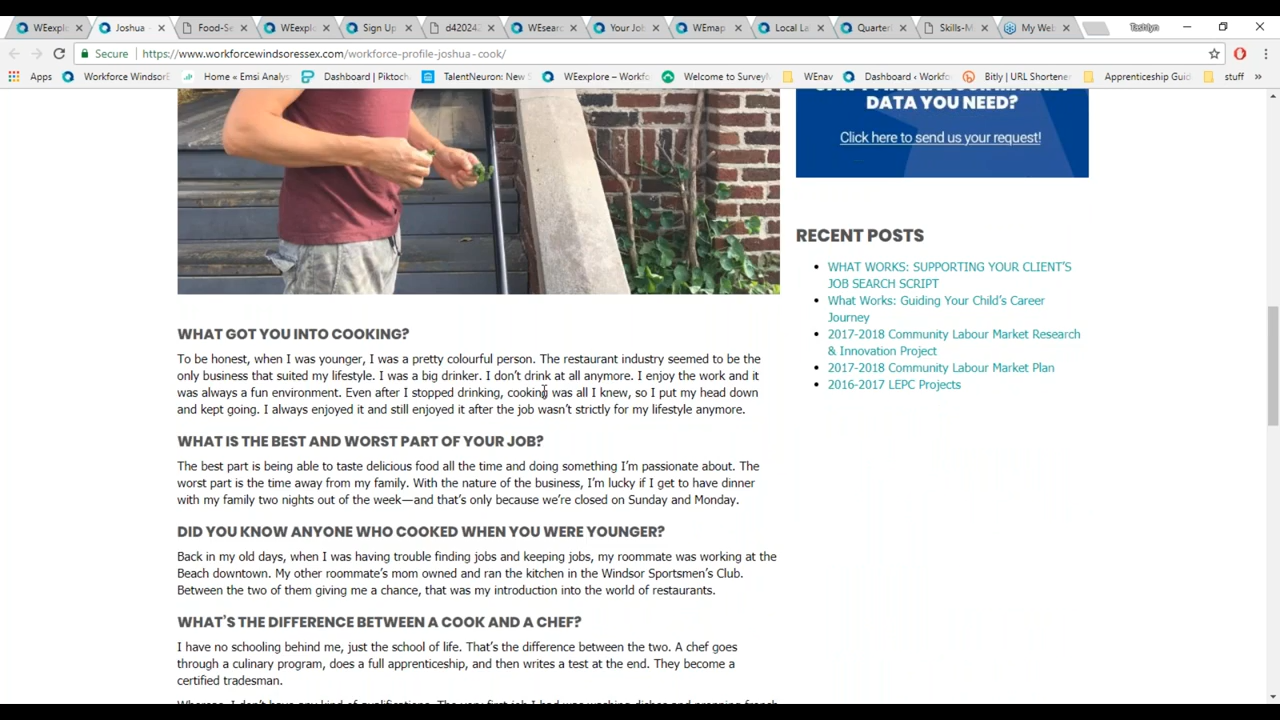 WEexplo
Joshua -
Food-Se
WEexplo
Sign Up
d420242
WEsearc
Your Job
WEmap
Local La
Quarter
Skills-M
My Web
Tashlyn
Secure https://www.workforcewindsoressex.com/workforce-profile-joshua-cook/
Apps Workforce Windsor Home « Emsi Analys Dashboard | Piktoch TalentNeuron: New S WEexplore – Workfo Welcome to Survey WEnav Dashboard ‹ Workfo Bitly | URL Shortene Apprenticeship Guid stuff »
DATA YOU NEED?
Click here to send us your request!
RECENT POSTS
WHAT WORKS: SUPPORTING YOUR CLIENT'S
JOB SEARCH SCRIPT
What Works: Guiding Your Child's Career
Journey
2017-2018 Community Labour Market Research
& Innovation Project
2017-2018 Community Labour Market Plan
2016-2017 LEPC Projects
WHAT GOT YOU INTO COOKING?
To be honest, when I was younger, I was a pretty colourful person. The restaurant industry seemed to be the
only business that suited my lifestyle. I was a big drinker. I don't drink at all anymore. I enjoy the work and it
was always a fun environment. Even after I stopped drinking, cooking was all I knew, so I put my head down
and kept going. I always enjoyed it and still enjoyed it after the job wasn't strictly for my lifestyle anymore.
WHAT IS THE BEST AND WORST PART OF YOUR JOB?
The best part is being able to taste delicious food all the time and doing something I'm passionate about. The
worst part is the time away from my family. With the nature of the business, I'm lucky if I get to have dinner
with my family two nights out of the week—and that's only because we're closed on Sunday and Monday.
DID YOU KNOW ANYONE WHO COOKED WHEN YOU WERE YOUNGER?
Back in my old days, when I was having trouble finding jobs and keeping jobs, my roommate was working at the
Beach downtown. My other roommate's mom owned and ran the kitchen in the Windsor Sportsmen's Club.
Between the two of them giving me a chance, that was my introduction into the world of restaurants.
WHAT'S THE DIFFERENCE BETWEEN A COOK AND A CHEF?
I have no schooling behind me, just the school of life. That's the difference between the two. A chef goes
through a culinary program, does a full apprenticeship, and then writes a test at the end. They become a
certified tradesman.